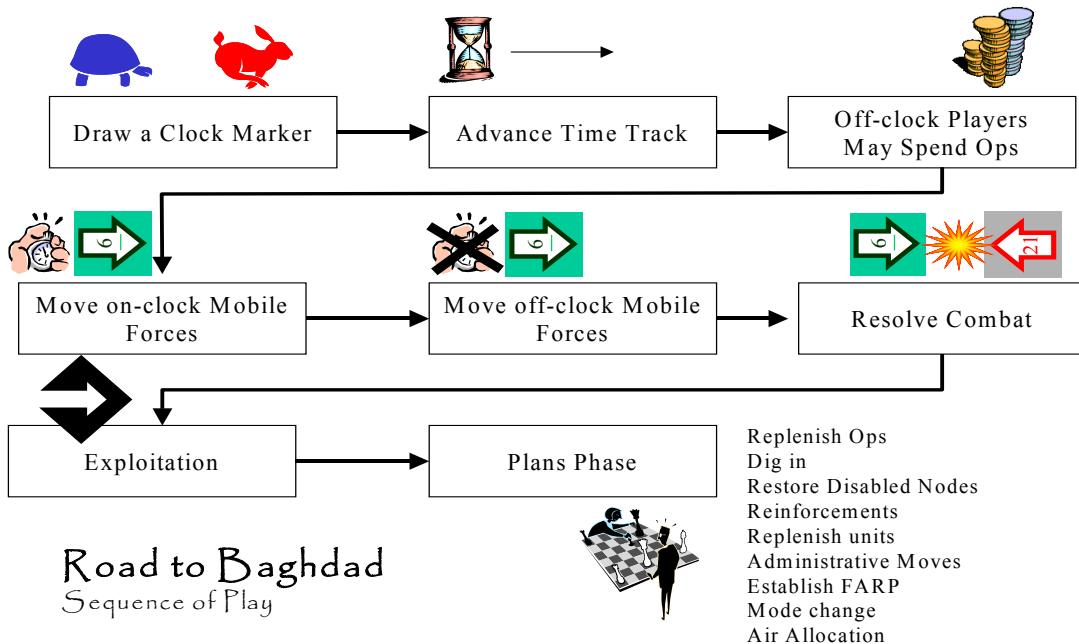 Draw a Clock Marker
Advance Time Track
Off-clock Players
May Spend Ops
6
6
6
21
Move on-clock Mobile
Forces
Move off-clock Mobile
Forces
Resolve Combat
Exploitation
Plans Phase
Replenish Ops
Dig in
Restore Disabled Nodes
Reinforcements
Replenish units
Administrative Moves
Establish FARP
Mode change
Air Allocation
Road to Baghdad
Sequence of Play